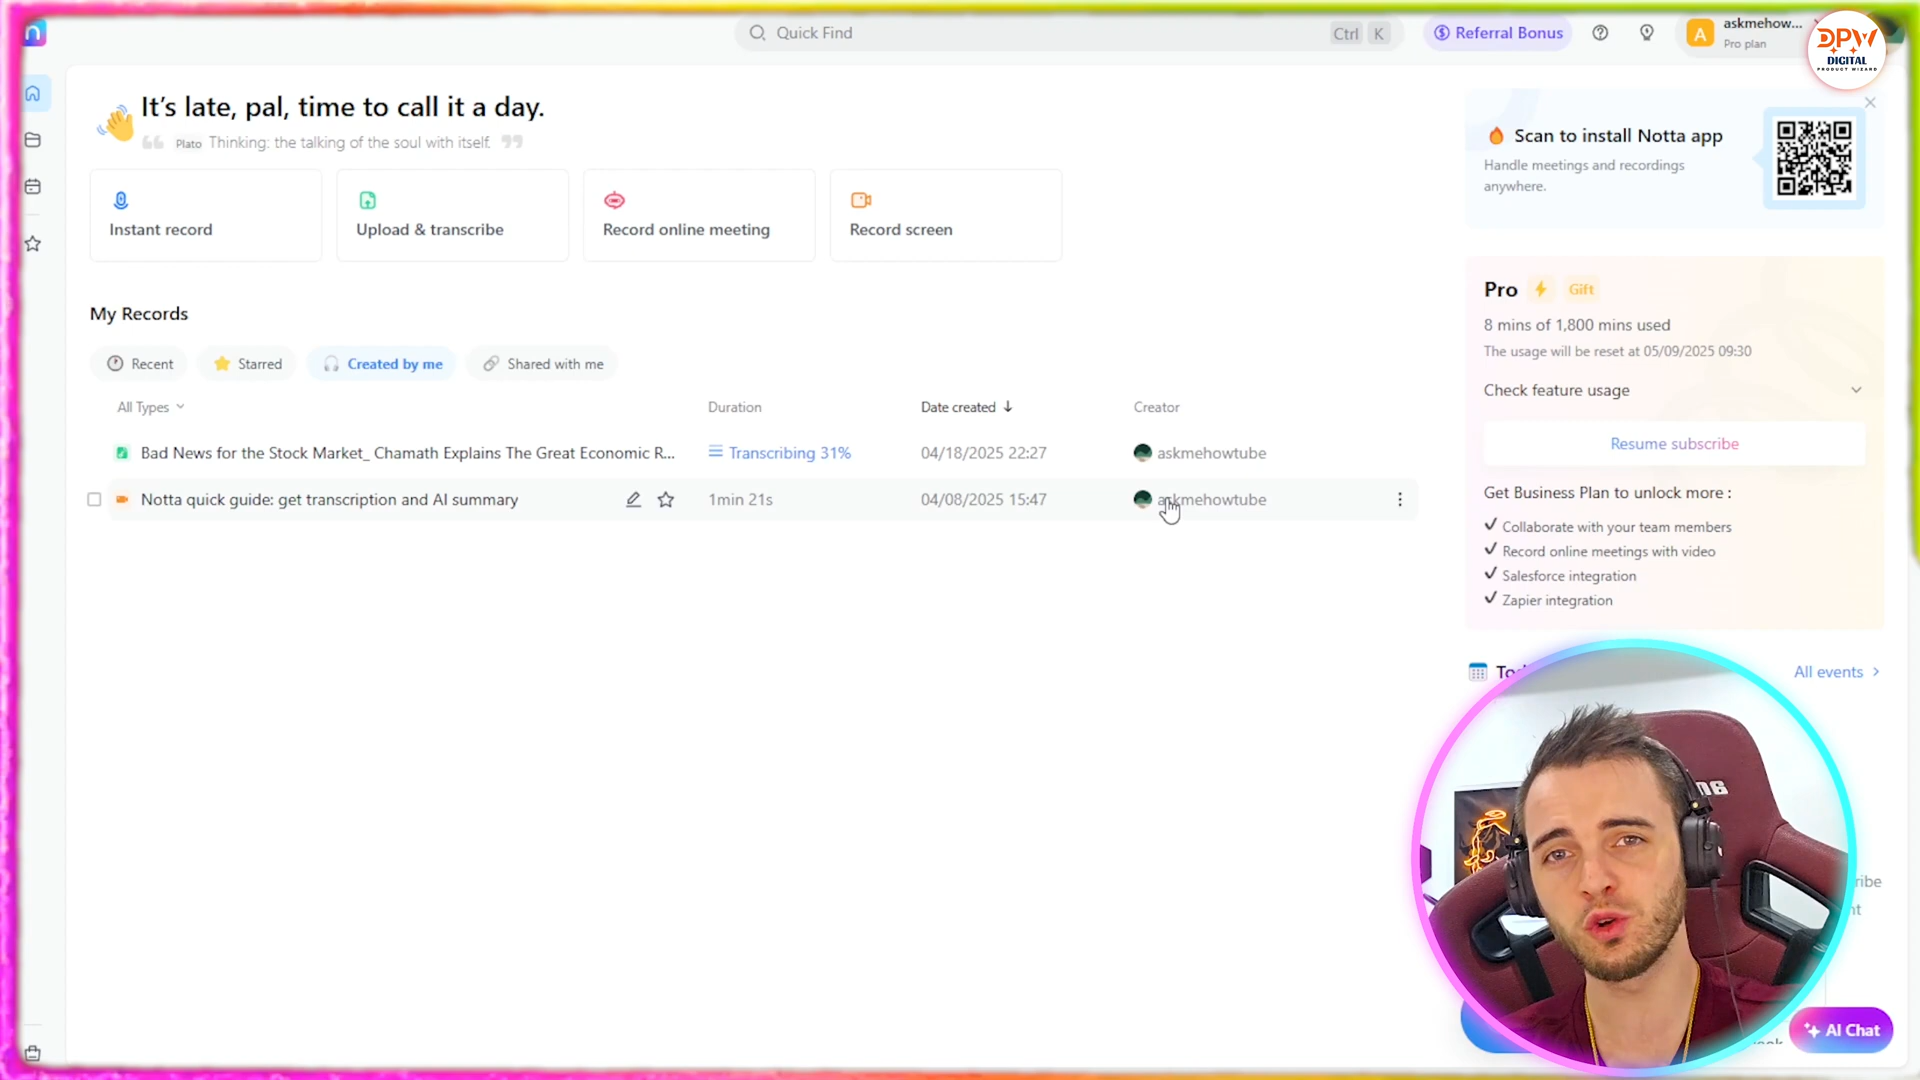 n
Quick Find
Ctrl K
Referral Bonus
A
askmehow...
Pro plan
DPW
DIGITAL
PRODUCT WIZARD
It's late, pal, time to call it a day.
Plato Thinking: the talking of the soul with itself.
Instant record
Upload & transcribe
Record online meeting
Record screen
Scan to install Notta app
Handle meetings and recordings
anywhere.
My Records
Recent
Starred
Created by me
Shared with me
All Types
Duration
Date created
Creator
Bad News for the Stock Market_ Chamath Explains The Great Economic R...
Transcribing 31%
04/18/2025 22:27
askmehowtube
Notta quick guide: get transcription and AI summary
1min 21s
04/08/2025 15:47
askmehowtube
Pro
Gift
8 mins of 1,800 mins used
The usage will be reset at 05/09/2025 09:30
Check feature usage
Resume subscribe
Get Business Plan to unlock more :
Collaborate with your team members
Record online meetings with video
Salesforce integration
Zapier integration
All events
AI Chat